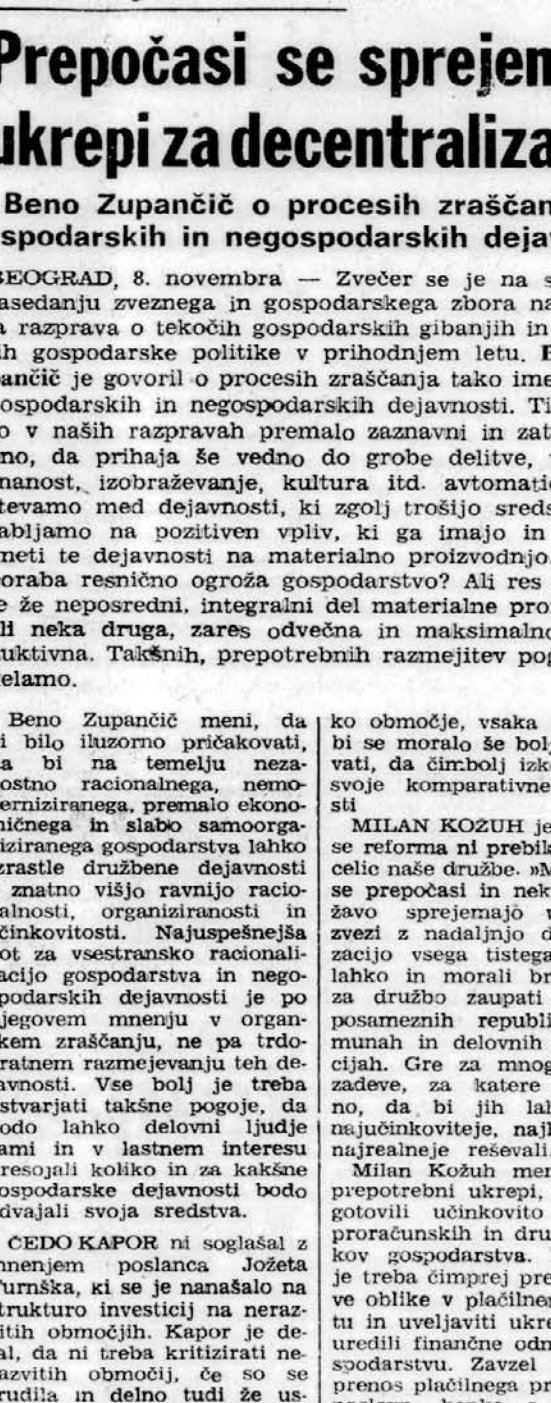 Prepočasi se sprejem
ukrepi za decentraliza
Beno Zupančič o procesih zraščan
spodarskih in negospodarskih deja
BEOGRAD, 8. novembra — Zvečer se je na s
asedanju zveznega in gospodarskega zbora na
a razprava o tekočih gospodarskih gibanjih in
ih gospodarske politike v prihodnjem letu.
pančič je govoril o procesih zraščanja tako ime
ospodarskih in negospodarskih dejavnosti. Ti
o v naših razpravah premalo zaznavni in zat
no, da prihaja še vedno do grobe delitve,
nanost, izobraževanje, kultura itd. avtomatič
tevamo med dejavnosti, ki zgolj trošijo sreds
abljamo na pozitiven vpliv, ki ga imajo in
meti te dejavnosti na materialno proizvodnjo.
oraba resnično ogroža gospodarstvo? Ali res
e že neposredni, integralni del materialne pro
li neka druga, zares odvečna in maksimalno
uktivna. Takšnih, prepotrebnih razmejitev pog
elamo.
Beno Zupančič meni, da
i bilo iluzorno pričakovati,
a bi na temelju neza-
ostno racionalnega, nemo-
erniziranega, premalo ekono-
ničnega in slabo samoorga-
iziranega gospodarstva lahko
zrastle družbene dejavnosti
znatno višjo ravnijo racio-
alnosti, organiziranosti in
činkovitosti. Najuspešnejša
ot za vsestransko racionali-
acijo gospodarstva in nego-
podarskih dejavnosti je po
jegovem mnenju v organ-
kem zraščanju, ne pa trdo-
ratnem razmejevanju teh de-
avnosti. Vse bolj je treba
stvarjati takšne pogoje, da
odo lahko delovni ljudje
ami in v lastnem interesu
resojali koliko in za kakšne
ospodarske dejavnosti bodo
dvajali svoja sredstva.
ČEDO KAPOR ni soglašal z
nnenjem poslanca Jožeta
Turnška, ki se je nanašalo na
trukturo investicij na neraz-
itih območjih. Kapor je de-
al, da ni treba kritizirati ne-
azvitih območij, če so se
rudila in delno tudi že us-
ko območje, vsaka
bi se moralo še bolj
vati, da čimbolj izko
svoje komparativne
sti
MILAN KOŽUH je
se reforma ni prebik
celic naše družbe. »M
se prepočasi in nek
žavo sprejemajo
zvezi z nadaljnjo d
zacijo vsega tistega
lahko in morali br
za družbo zaupati
posameznih republi
munah in delovnih
cijah. Gre za mnog
zadeve, za katere
no, da bi jih lah
najučinkoviteje, najh
najrealneje reševali.
Milan Kožuh men
prepotrebni ukrepi,
gotovili učinkovito
proračunskih in dru
kov gospodarstva.
je treba čimprej pre
ve oblike v plačilne
tu in uveljaviti ukre
uredili finančne odn
spodarstvu. Zavzel
prenos plačilnega pr